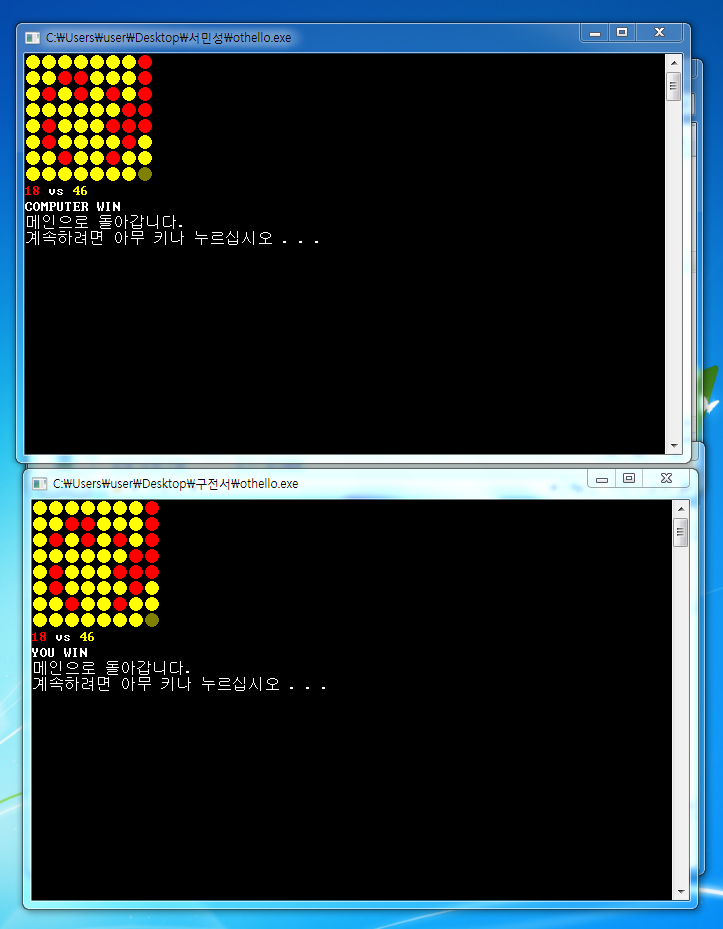 C:\Users\user\Desktop\서민성\othello.exe
18 vs 46
COMPUTER WIN
메인으로 돌아갑니다.
계속하려면 아무 키나 누르십시오 . . .
C:\Users\user\Desktop\구전서\othello.exe
18 vs 46
YOU WIN
메인으로 돌아갑니다.
계속하려면 아무 키나 누르십시오 . . .